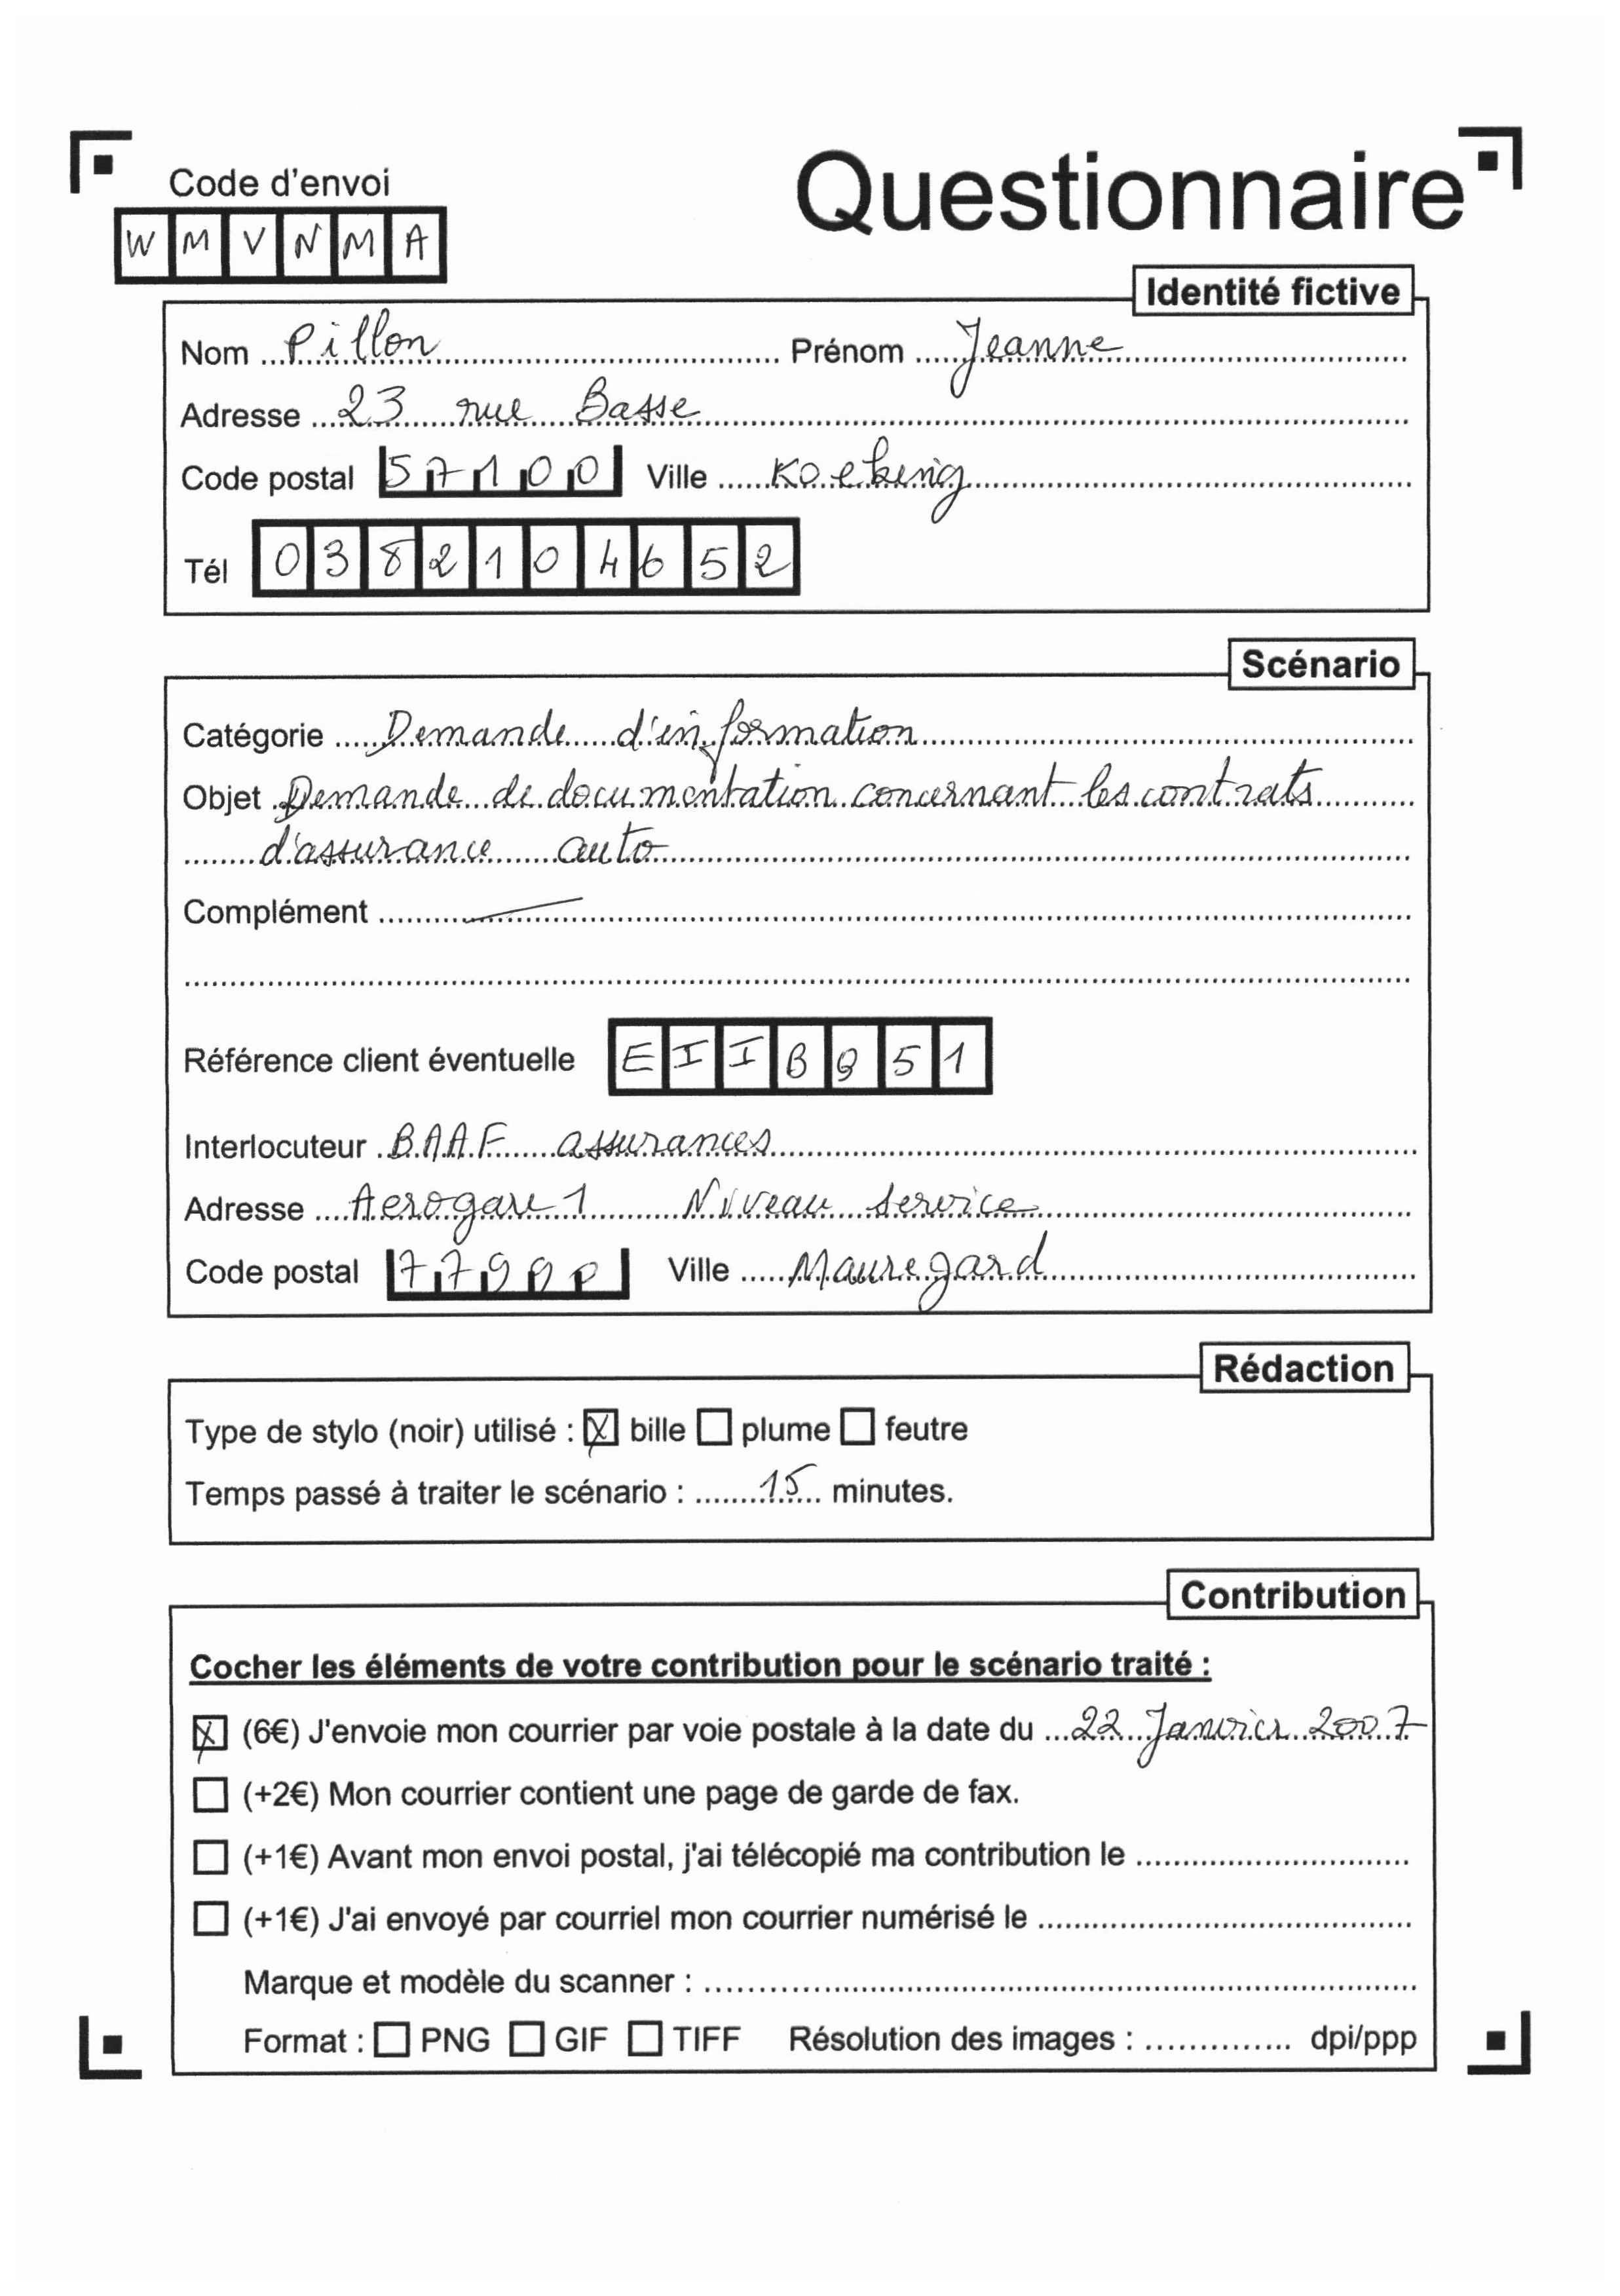 Code d'envoi
Questionnaire
WMVNMA
Identité fictive
Nom Pillon Prénom Jeanne
Adresse 23 rue Basse
Code postal 57100 Ville Koeking
Tél 0382104652
Scénario
Catégorie Demande d'information
Objet Demande de documentation concernant les contrats
d'assurance auto
Complément
Référence client éventuelle EIIB951
Interlocuteur BAAF assurances
Adresse Aerogare 1 Niveau service
Code postal 77990 Ville Mauregard
Rédaction
Type de stylo (noir) utilisé : bille plume feutre
Temps passé à traiter le scénario : 15 minutes.
Contribution
Cocher les éléments de votre contribution pour le scénario traité :
(6€) J'envoie mon courrier par voie postale à la date du 22 Janvier 2007
(+2€) Mon courrier contient une page de garde de fax.
(+1€) Avant mon envoi postal, j'ai télécopié ma contribution le
(+1€) J'ai envoyé par courriel mon courrier numérisé le
Marque et modèle du scanner :
Format : PNG GIF TIFF Résolution des images : dpi/ppp